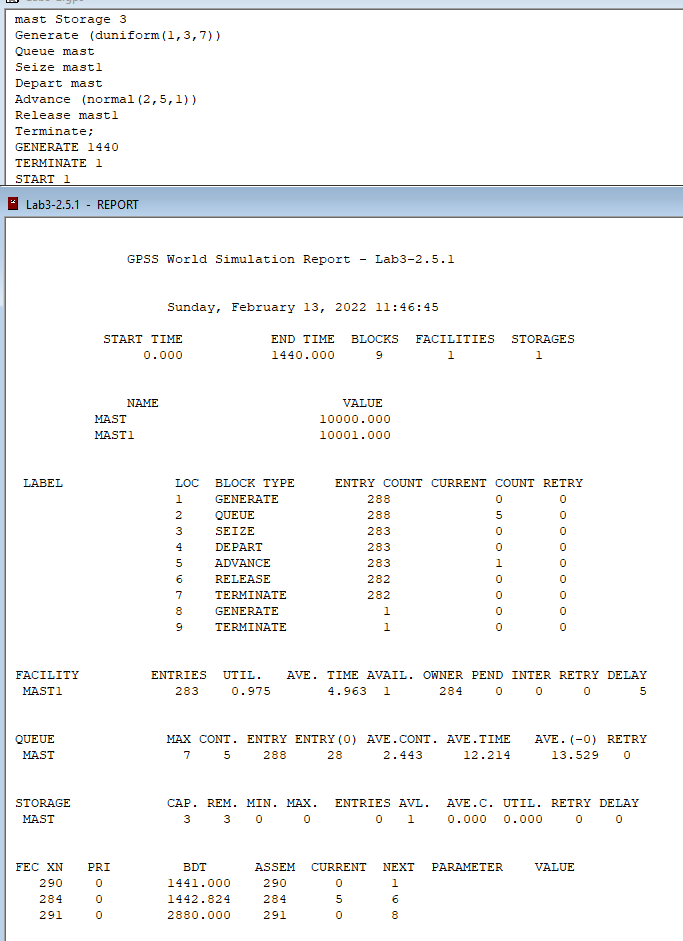 mast Storage 3
Generate (duniform(1,3,7))
Queue mast
Seize mast1
Depart mast
Advance (normal(2,5,1))
Release mast1
Terminate;
GENERATE 1440
TERMINATE 1
START 1
Lab3-2.5.1 - REPORT
GPSS World Simulation Report - Lab3-2.5.1
Sunday, February 13, 2022 11:46:45
START TIME END TIME BLOCKS FACILITIES STORAGES
0.000 1440.000 9 1 1
NAME VALUE
MAST 10000.000
MAST1 10001.000
LABEL LOC BLOCK TYPE ENTRY COUNT CURRENT COUNT RETRY
1 GENERATE 288 0 0
2 QUEUE 288 5 0
3 SEIZE 283 0 0
4 DEPART 283 0 0
5 ADVANCE 283 1 0
6 RELEASE 282 0 0
7 TERMINATE 282 0 0
8 GENERATE 1 0 0
9 TERMINATE 1 0 0
FACILITY ENTRIES UTIL. AVE. TIME AVAIL. OWNER PEND INTER RETRY DELAY
MAST1 283 0.975 4.963 1 284 0 0 0 5
QUEUE MAX CONT. ENTRY ENTRY(0) AVE.CONT. AVE.TIME AVE.(-0) RETRY
MAST 7 5 288 28 2.443 12.214 13.529 0
STORAGE CAP. REM. MIN. MAX. ENTRIES AVL. AVE.C. UTIL. RETRY DELAY
MAST 3 3 0 0 0 1 0.000 0.000 0 0
FEC XN PRI BDT ASSEM CURRENT NEXT PARAMETER VALUE
290 0 1441.000 290 0 1
284 0 1442.824 284 5 6
291 0 2880.000 291 0 8